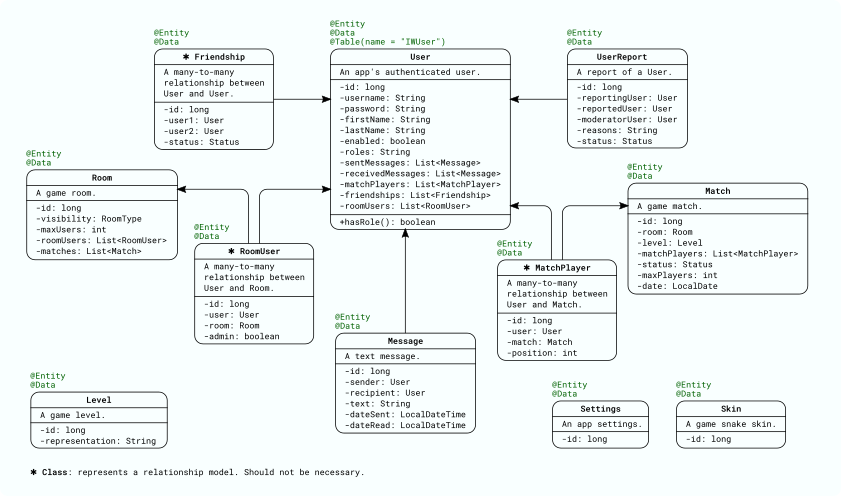 @Entity
@Data
✱ Friendship
A many-to-many
relationship between
User and User.
-id: long
-user1: User
-user2: User
-status: Status
@Entity
@Data
@Table(name = "IWUser")
User
An app's authenticated user.
-id: long
-username: String
-password: String
-firstName: String
-lastName: String
-enabled: boolean
-roles: String
-sentMessages: List<Message>
-receivedMessages: List<Message>
-matchPlayers: List<MatchPlayer>
-friendships: List<Friendship>
-roomUsers: List<RoomUser>
+hasRole(): boolean
@Entity
@Data
UserReport
A report of a User.
-id: long
-reportingUser: User
-reportedUser: User
-moderatorUser: User
-reasons: String
-status: Status
@Entity
@Data
Room
A game room.
-id: long
-visibility: RoomType
-maxUsers: int
-roomUsers: List<RoomUser>
-matches: List<Match>
@Entity
@Data
✱ RoomUser
A many-to-many
relationship between
User and Room.
-id: long
-user: User
-room: Room
-admin: boolean
@Entity
@Data
✱ MatchPlayer
A many-to-many
relationship between
User and Match.
-id: long
-user: User
-match: Match
-position: int
@Entity
@Data
Match
A game match.
-id: long
-room: Room
-level: Level
-matchPlayers: List<MatchPlayer>
-status: Status
-maxPlayers: int
-date: LocalDate
@Entity
@Data
Message
A text message.
-id: long
-sender: User
-recipient: User
-text: String
-dateSent: LocalDateTime
-dateRead: LocalDateTime
@Entity
@Data
Level
A game level.
-id: long
-representation: String
@Entity
@Data
Settings
An app settings.
-id: long
@Entity
@Data
Skin
A game snake skin.
-id: long
✱ Class: represents a relationship model. Should not be necessary.